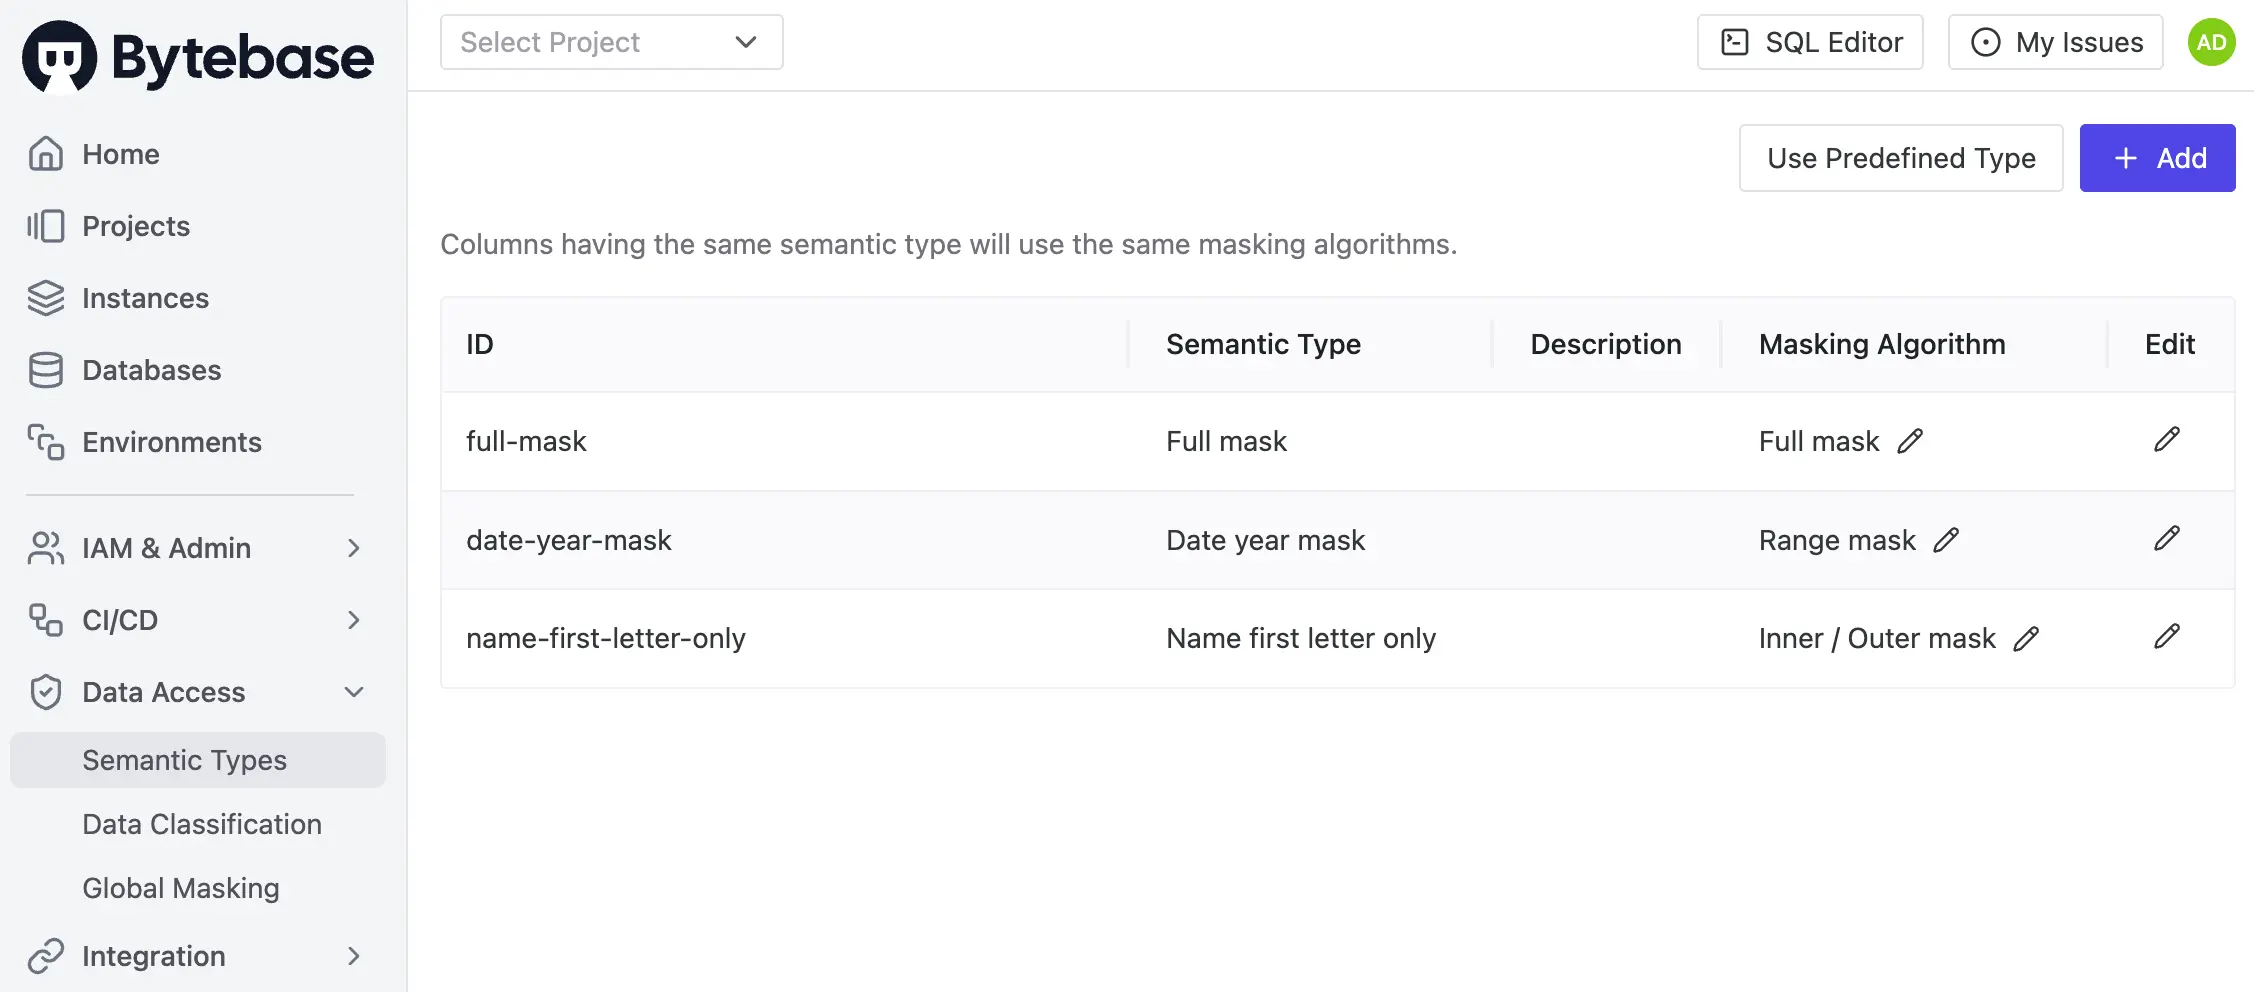 Bytebase
Select Project
SQL Editor
My Issues
AD
Home
Projects
Instances
Databases
Environments
IAM & Admin
CI/CD
Data Access
Semantic Types
Data Classification
Global Masking
Integration
Use Predefined Type
+ Add
Columns having the same semantic type will use the same masking algorithms.
ID Semantic Type Description Masking Algorithm Edit
full-mask Full mask Full mask
date-year-mask Date year mask Range mask
name-first-letter-only Name first letter only Inner / Outer mask